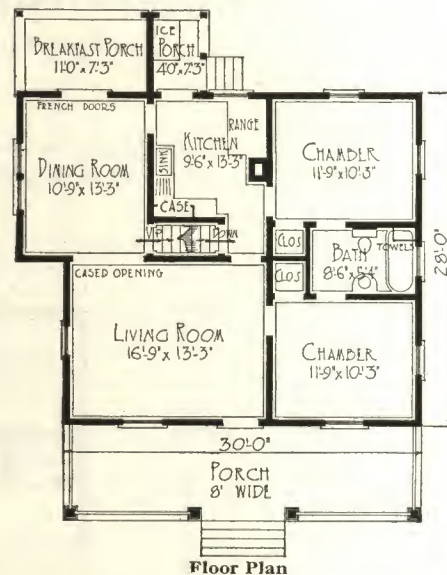 BREAKFAST PORCH
11'-0" x 7'-3"
ICE
PORCH
4'-0" x 7'-3"
FRENCH DOORS
DINING ROOM
10'-9" x 13'-3"
KITCHEN
9'-6" x 13'-3"
RANGE
SINK
CASE
UP
DOWN
CHAMBER
11'-9" x 10'-3"
CLOS
CLOS
BATH
8'-6" x 5'-4"
TOWELS
28'-0"
CASED OPENING
LIVING ROOM
16'-9" x 13'-3"
CHAMBER
11'-9" x 10'-3"
30'-0"
PORCH
8' WIDE
Floor Plan